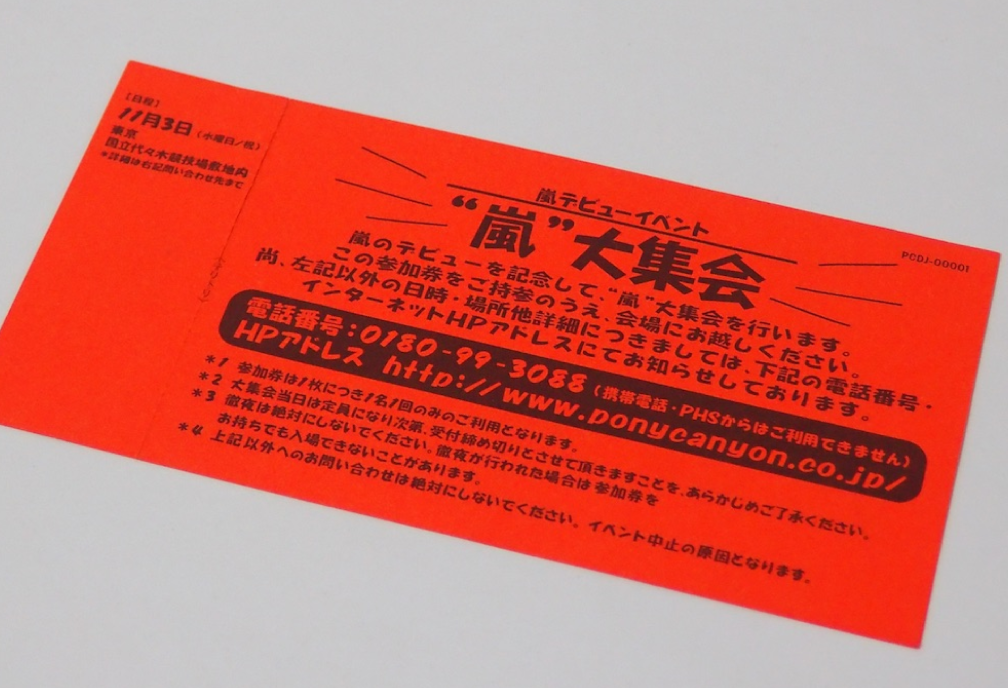 [日程]
11月3日(水曜日/祝)
東京
国立代々木競技場敷地内
*詳細は右記問い合わせ先まで
PCDJ-00001
嵐デビューイベント
“嵐”大集会
嵐のデビューを記念して、“嵐”大集会を行います。
この参加券をご持参のうえ、会場にお越しください。
尚、左記以外の日時・場所他詳細につきましては、下記の電話番号・
インターネットHPアドレスにてお知らせしております。
電話番号:0180-99-3088(携帯電話・PHSからはご利用できません)
HPアドレス http://www.ponycanyon.co.jp/
*1 参加券は1枚につき1名1回のみのご利用となります。
*2 大集会当日は定員になり次第、受付締め切りとさせて頂きますことを、あらかじめご了承ください。
*3 徹夜は絶対にしないでください。徹夜が行われた場合は参加券を
お持ちでも入場できないことがあります。
*4 上記以外へのお問い合わせは絶対にしないでください。イベント中止の原因となります。